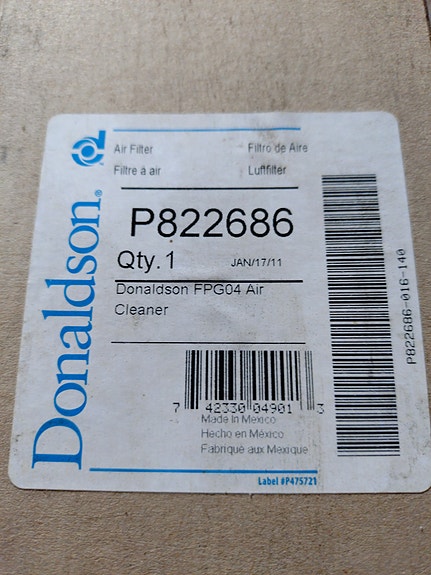 Donaldson®
Air Filter Filtro de Aire
Filtre à air Luftfilter
P822686
Qty.1 JAN/17/11
Donaldson FPG04 Air
Cleaner
7 42330 04901 3
Made in Mexico
Hecho en México
Fabriqué aux Mexique
P822686-016-140
Label #P475721